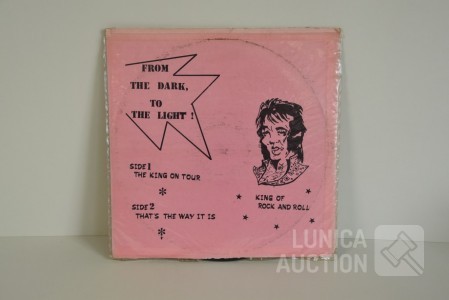 FROM
THE DARK,
TO
THE LIGHT!
SIDE 1
THE KING ON TOUR
SIDE 2
THAT'S THE WAY IT IS
KING OF
ROCK AND ROLL
LUNICA
AUCTION